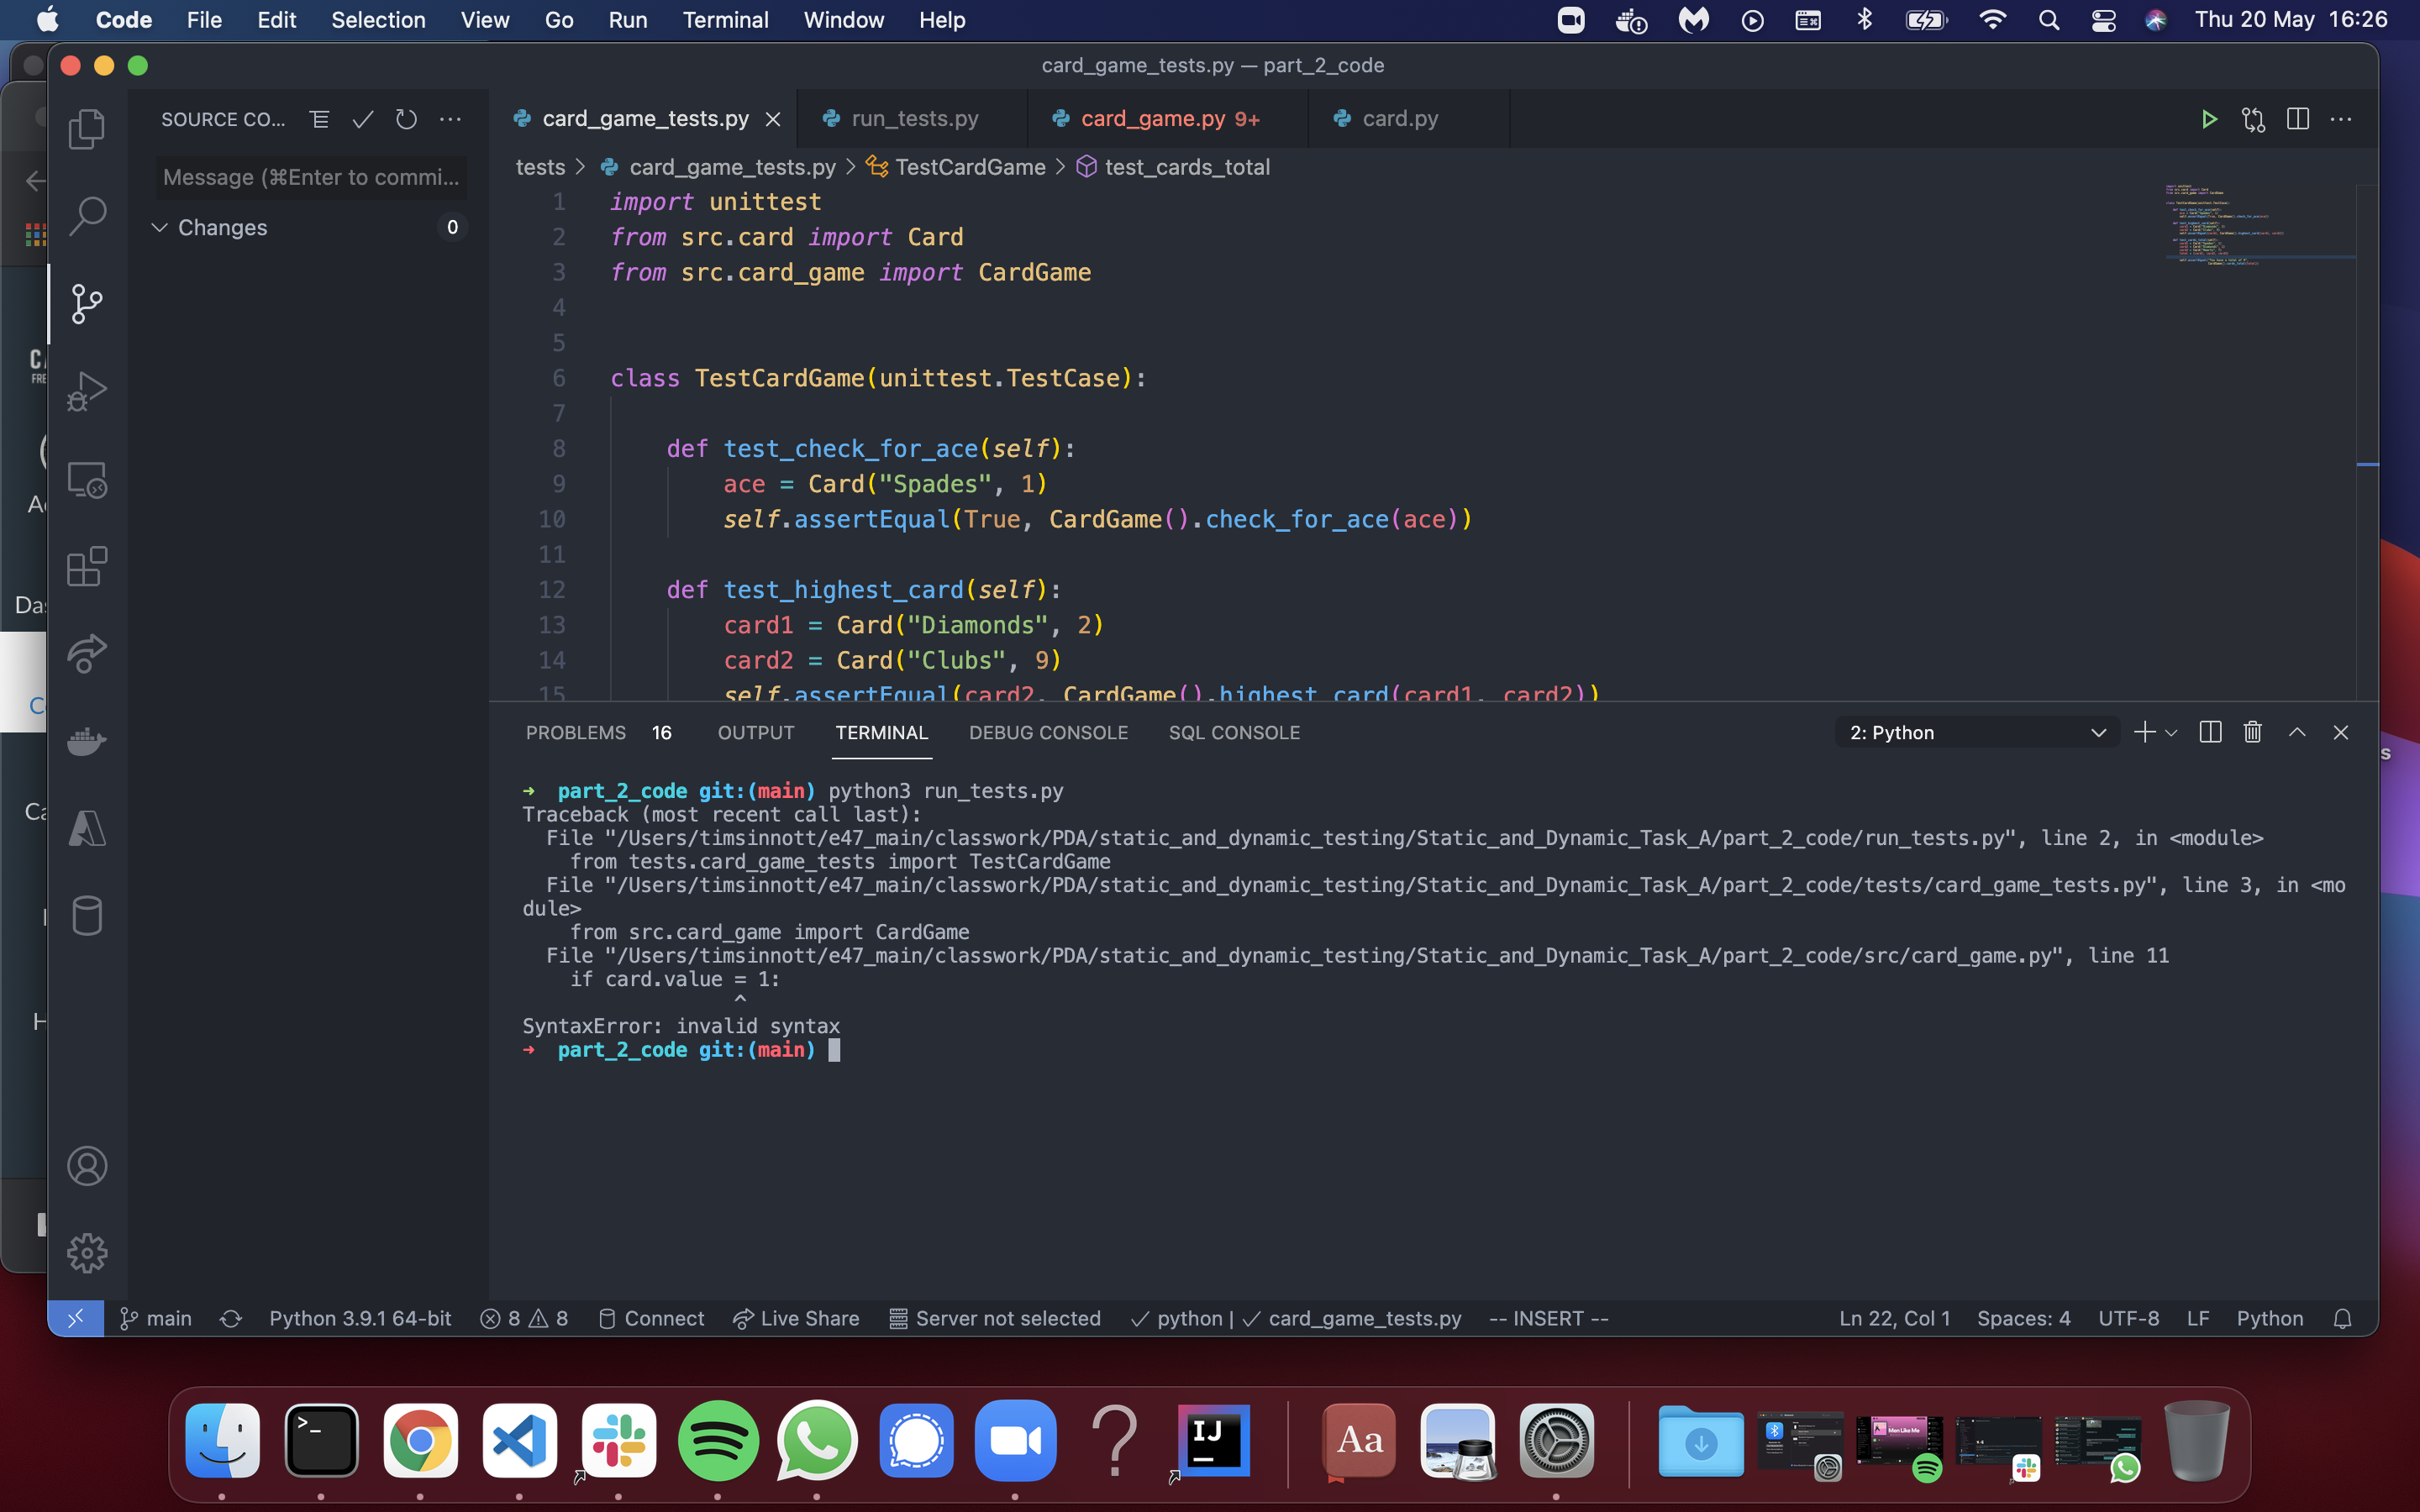 Code File Edit Selection View Go Run Terminal Window Help Thu 20 May 16:26
card_game_tests.py — part_2_code
SOURCE CO...
card_game_tests.py run_tests.py card_game.py 9+ card.py
tests > card_game_tests.py > TestCardGame > test_cards_total
Message (⌘Enter to commi...
Changes 0
1 import unittest
2 from src.card import Card
3 from src.card_game import CardGame
4
5
6 class TestCardGame(unittest.TestCase):
7
8 def test_check_for_ace(self):
9 ace = Card("Spades", 1)
10 self.assertEqual(True, CardGame().check_for_ace(ace))
11
12 def test_highest_card(self):
13 card1 = Card("Diamonds", 2)
14 card2 = Card("Clubs", 9)
15 self.assertEqual(card2, CardGame().highest_card(card1, card2))
PROBLEMS 16 OUTPUT TERMINAL DEBUG CONSOLE SQL CONSOLE 2: Python
→ part_2_code git:(main) python3 run_tests.py
Traceback (most recent call last):
File "/Users/timsinnott/e47_main/classwork/PDA/static_and_dynamic_testing/Static_and_Dynamic_Task_A/part_2_code/run_tests.py", line 2, in <module>
from tests.card_game_tests import TestCardGame
File "/Users/timsinnott/e47_main/classwork/PDA/static_and_dynamic_testing/Static_and_Dynamic_Task_A/part_2_code/tests/card_game_tests.py", line 3, in <mo
dule>
from src.card_game import CardGame
File "/Users/timsinnott/e47_main/classwork/PDA/static_and_dynamic_testing/Static_and_Dynamic_Task_A/part_2_code/src/card_game.py", line 11
if card.value = 1:
^
SyntaxError: invalid syntax
→ part_2_code git:(main)
main Python 3.9.1 64-bit 8 8 Connect Live Share Server not selected python | card_game_tests.py -- INSERT -- Ln 22, Col 1 Spaces: 4 UTF-8 LF Python
IJ
Aa